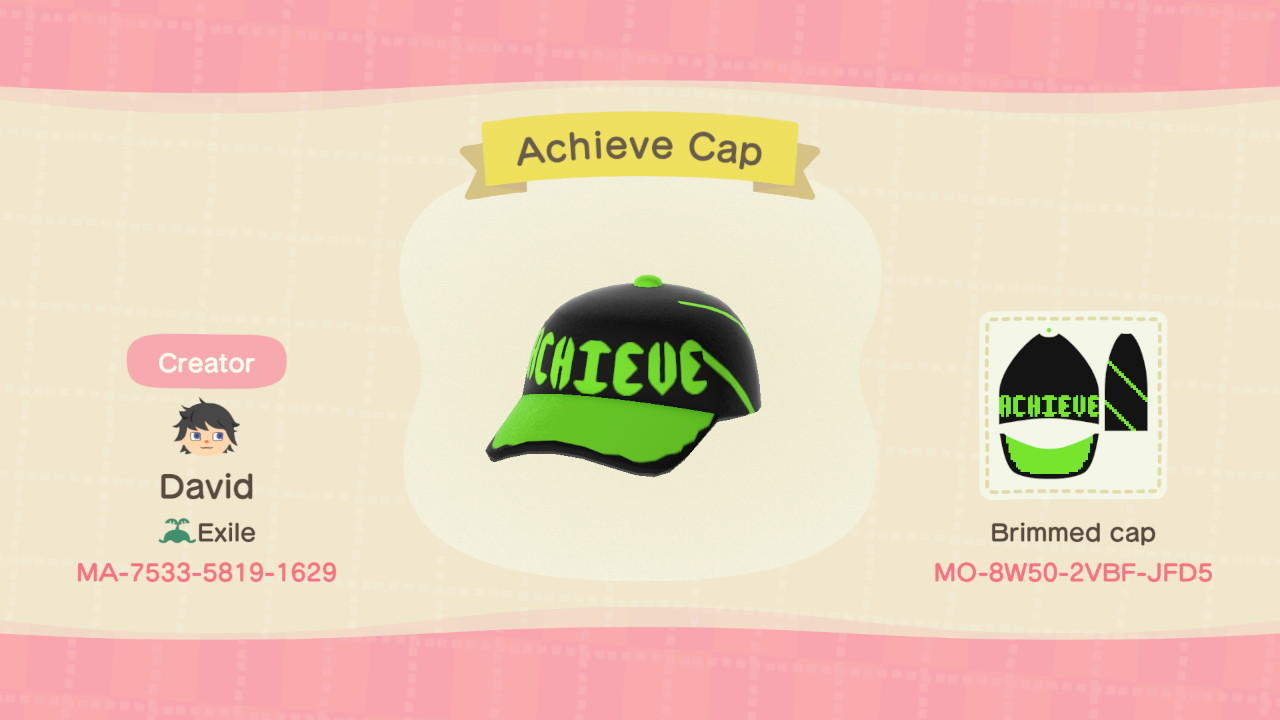 Achieve Cap
ACHIEVE
Creator
David
Exile
MA-7533-5819-1629
ACHIEVE
Brimmed cap
MO-8W50-2VBF-JFD5